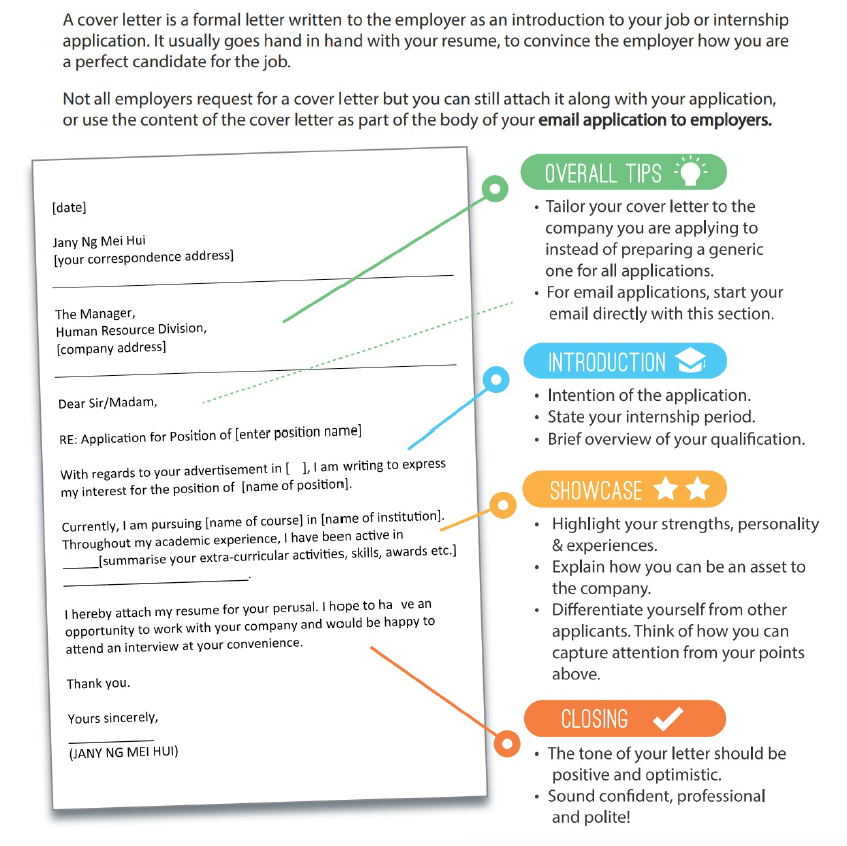 A cover letter is a formal letter written to the employer as an introduction to your job or internship
application. It usually goes hand in hand with your resume, to convince the employer how you are
a perfect candidate for the job.
Not all employers request for a cover letter but you can still attach it along with your application,
or use the content of the cover letter as part of the body of your email application to employers.
[date]
Jany Ng Mei Hui
[your correspondence address]
The Manager,
Human Resource Division,
[company address]
Dear Sir/Madam,
RE: Application for Position of [enter position name]
With regards to your advertisement in [ ], I am writing to express
my interest for the position of [name of position].
Currently, I am pursuing [name of course] in [name of institution].
Throughout my academic experience, I have been active in
_____[summarise your extra-curricular activities, skills, awards etc.]
__________________________.
I hereby attach my resume for your perusal. I hope to ha ve an
opportunity to work with your company and would be happy to
attend an interview at your convenience.
Thank you.
Yours sincerely,
(JANY NG MEI HUI)
OVERALL TIPS
• Tailor your cover letter to the
company you are applying to
instead of preparing a generic
one for all applications.
• For email applications, start your
email directly with this section.
INTRODUCTION
• Intention of the application.
• State your internship period.
• Brief overview of your qualification.
SHOWCASE
• Highlight your strengths, personality
& experiences.
• Explain how you can be an asset to
the company.
• Differentiate yourself from other
applicants. Think of how you can
capture attention from your points
above.
CLOSING
• The tone of your letter should be
positive and optimistic.
• Sound confident, professional
and polite!